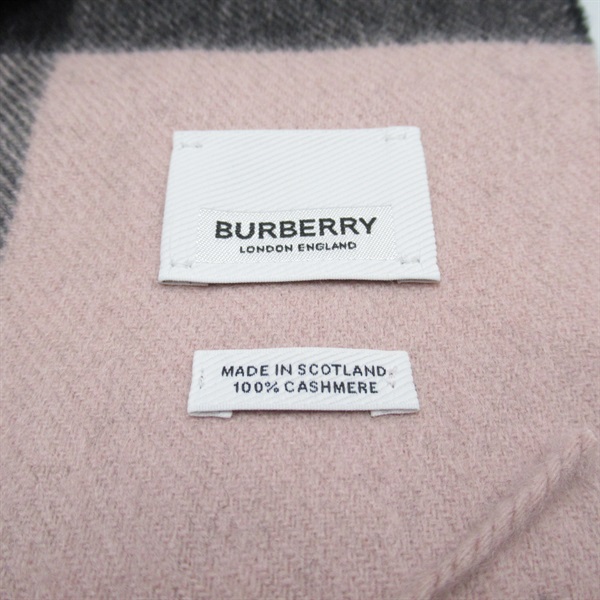 BURBERRY
LONDON ENGLAND
MADE IN SCOTLAND
100% CASHMERE